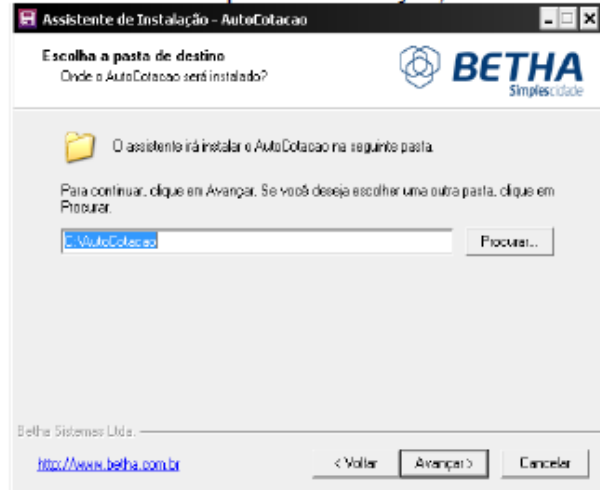 Assistente de Instalação - AutoCotacao
Escolha a pasta de destino
Onde o AutoCotacao será instalado?
BETHA
Simplescidade
O assistente irá instalar o AutoCotacao na seguinte pasta.
Para continuar, clique em Avançar. Se você deseja escolher uma outra pasta, clique em
Procurar.
C:\AutoCotacao
Procurar...
Betha Sistemas Ltda.
http://www.betha.com.br
< Voltar
Avançar >
Cancelar